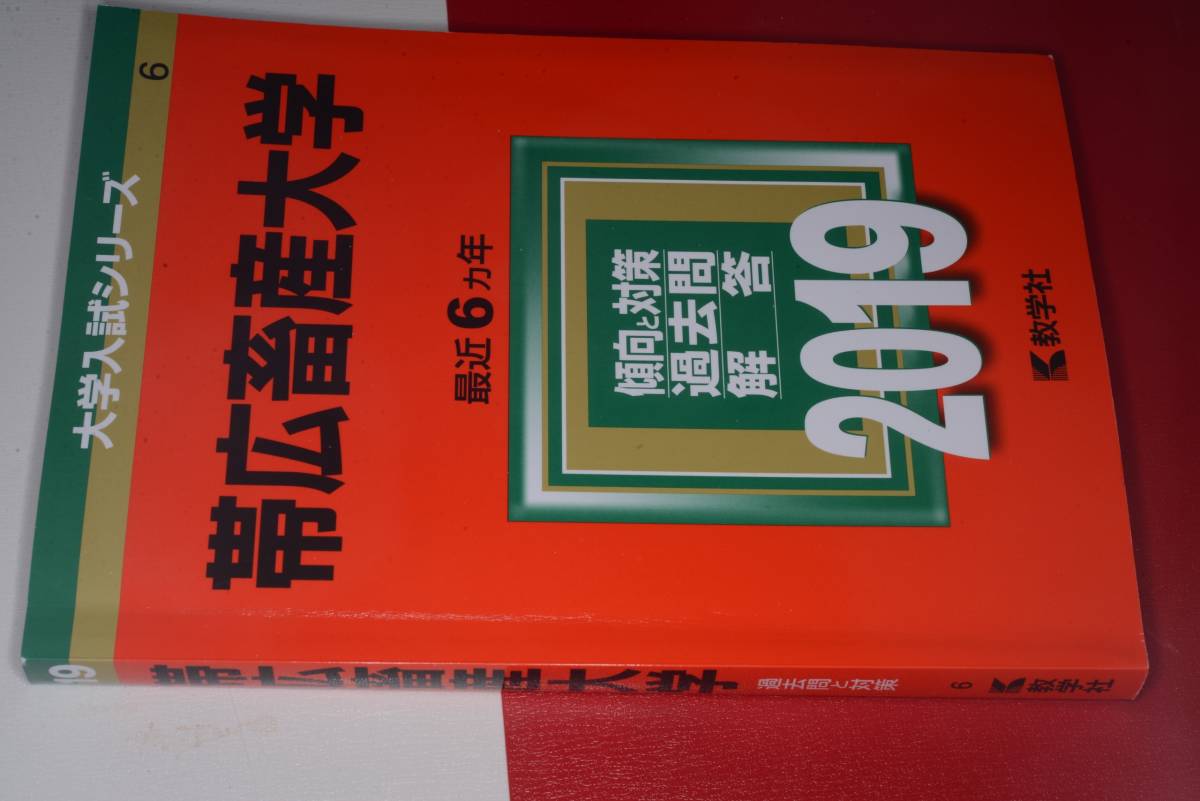 大学入試シリーズ
6
帯広畜産大学
最近6ヵ年
傾向と対策
過去問
解答
2019
教学社
19
帯広畜産大学
過去問と対策
6
教学社